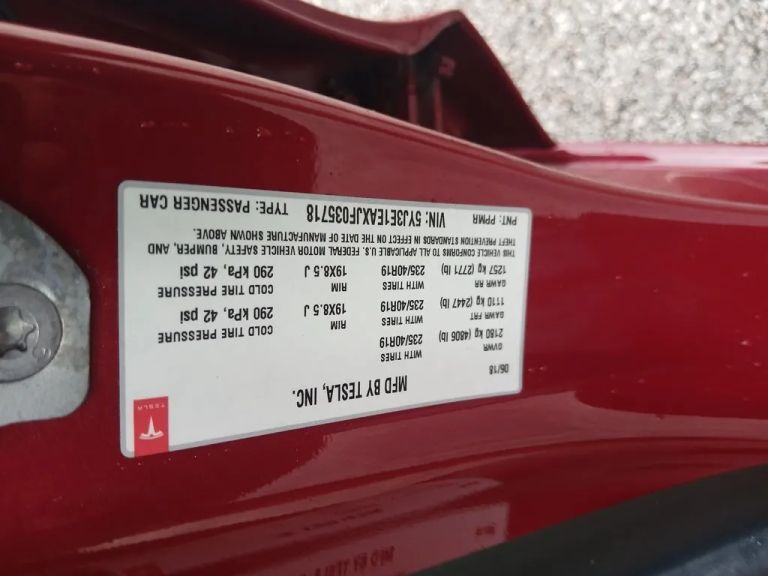 TESLA
MFD BY TESLA, INC.
06/18
GVWR
2180 kg (4806 lb)
GAWR FRT
WITH TIRES
RIM
COLD TIRE PRESSURE
1110 kg (2447 lb)
235/40R19
19X8.5 J
290 kPa, 42 psi
GAWR RR
WITH TIRES
RIM
COLD TIRE PRESSURE
1257 kg (2771 lb)
235/40R19
19X8.5 J
290 kPa, 42 psi
THIS VEHICLE CONFORMS TO ALL APPLICABLE U.S. FEDERAL MOTOR VEHICLE SAFETY, BUMPER, AND
THEFT PREVENTION STANDARDS IN EFFECT ON THE DATE OF MANUFACTURE SHOWN ABOVE.
PNT: PPMR
VIN: 5YJ3E1EAXJF035718
TYPE: PASSENGER CAR